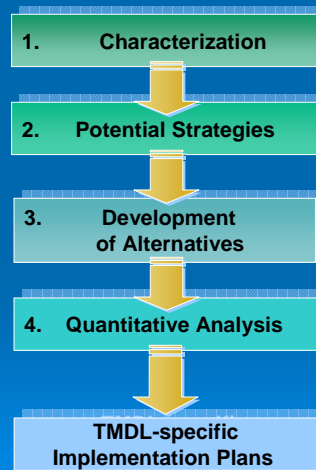 1. Characterization
2. Potential Strategies
3. Development
of Alternatives
4. Quantitative Analysis
TMDL-specific
Implementation Plans